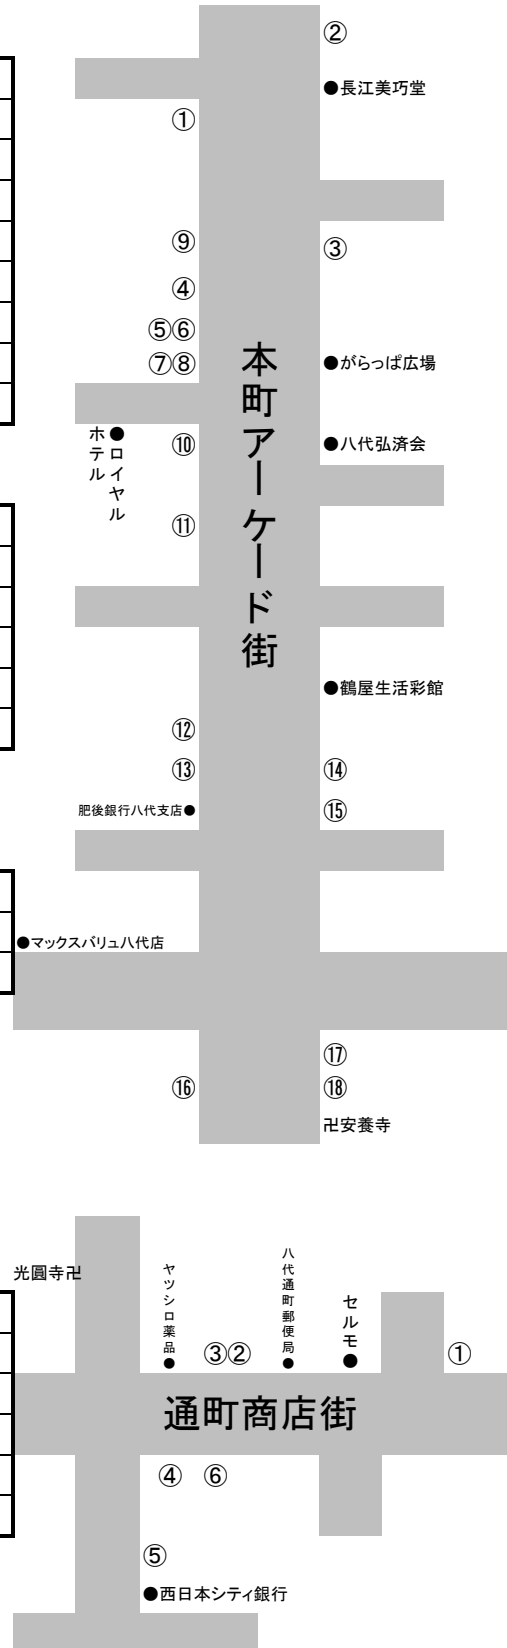 ②
●長江美巧堂
①
⑨
③
④
⑤⑥
⑦⑧
●がらっぱ広場
本町アーケード街
●ロイヤル
ホテル
⑩
●八代弘済会
⑪
●鶴屋生活彩館
⑫
⑬
⑭
肥後銀行八代支店●
⑮
●マックスバリュ八代店
⑰
⑯
⑱
卍安養寺
光圓寺卍
ヤツシロ薬品●
③②
八代通町郵便局●
セルモ●
①
通町商店街
④
⑥
⑤
●西日本シティ銀行